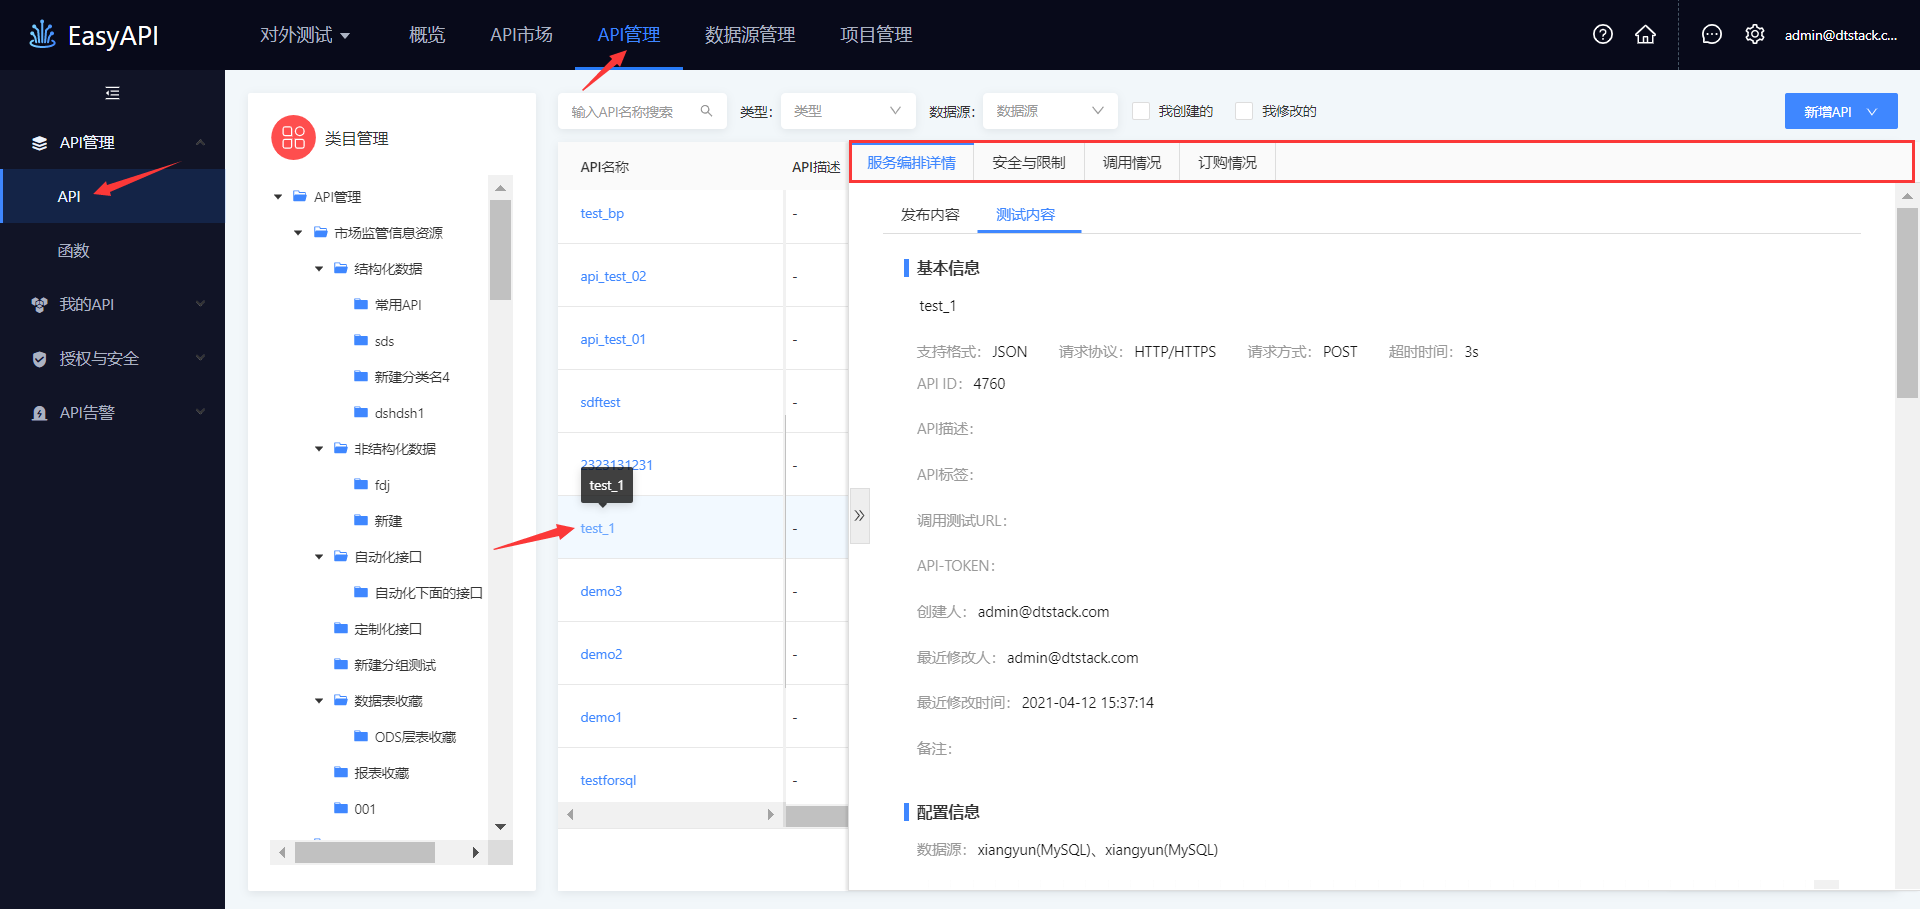 EasyAPI
对外测试
概览
API市场
API管理
数据源管理
项目管理
admin@dtstack.c...
API管理
API
函数
我的API
授权与安全
API告警
类目管理
API管理
市场监管信息资源
结构化数据
常用API
sds
新建分类名4
dshdsh1
非结构化数据
fdj
新建
自动化接口
自动化下面的接口
定制化接口
新建分组测试
数据表收藏
ODS层表收藏
报表收藏
001
输入API名称搜索
类型:
类型
数据源:
数据源
我创建的
我修改的
新增API
API名称
API描述
test_bp
-
api_test_02
-
api_test_01
-
sdftest
-
2323131231
-
test_1
test_1
-
demo3
-
demo2
-
demo1
-
testforsql
-
服务编排详情
安全与限制
调用情况
订购情况
发布内容
测试内容
基本信息
test_1
支持格式: JSON 请求协议: HTTP/HTTPS 请求方式: POST 超时时间: 3s
API ID: 4760
API描述:
API标签:
调用测试URL:
API-TOKEN:
创建人: admin@dtstack.com
最近修改人: admin@dtstack.com
最近修改时间: 2021-04-12 15:37:14
备注:
配置信息
数据源: xiangyun(MySQL)、xiangyun(MySQL)